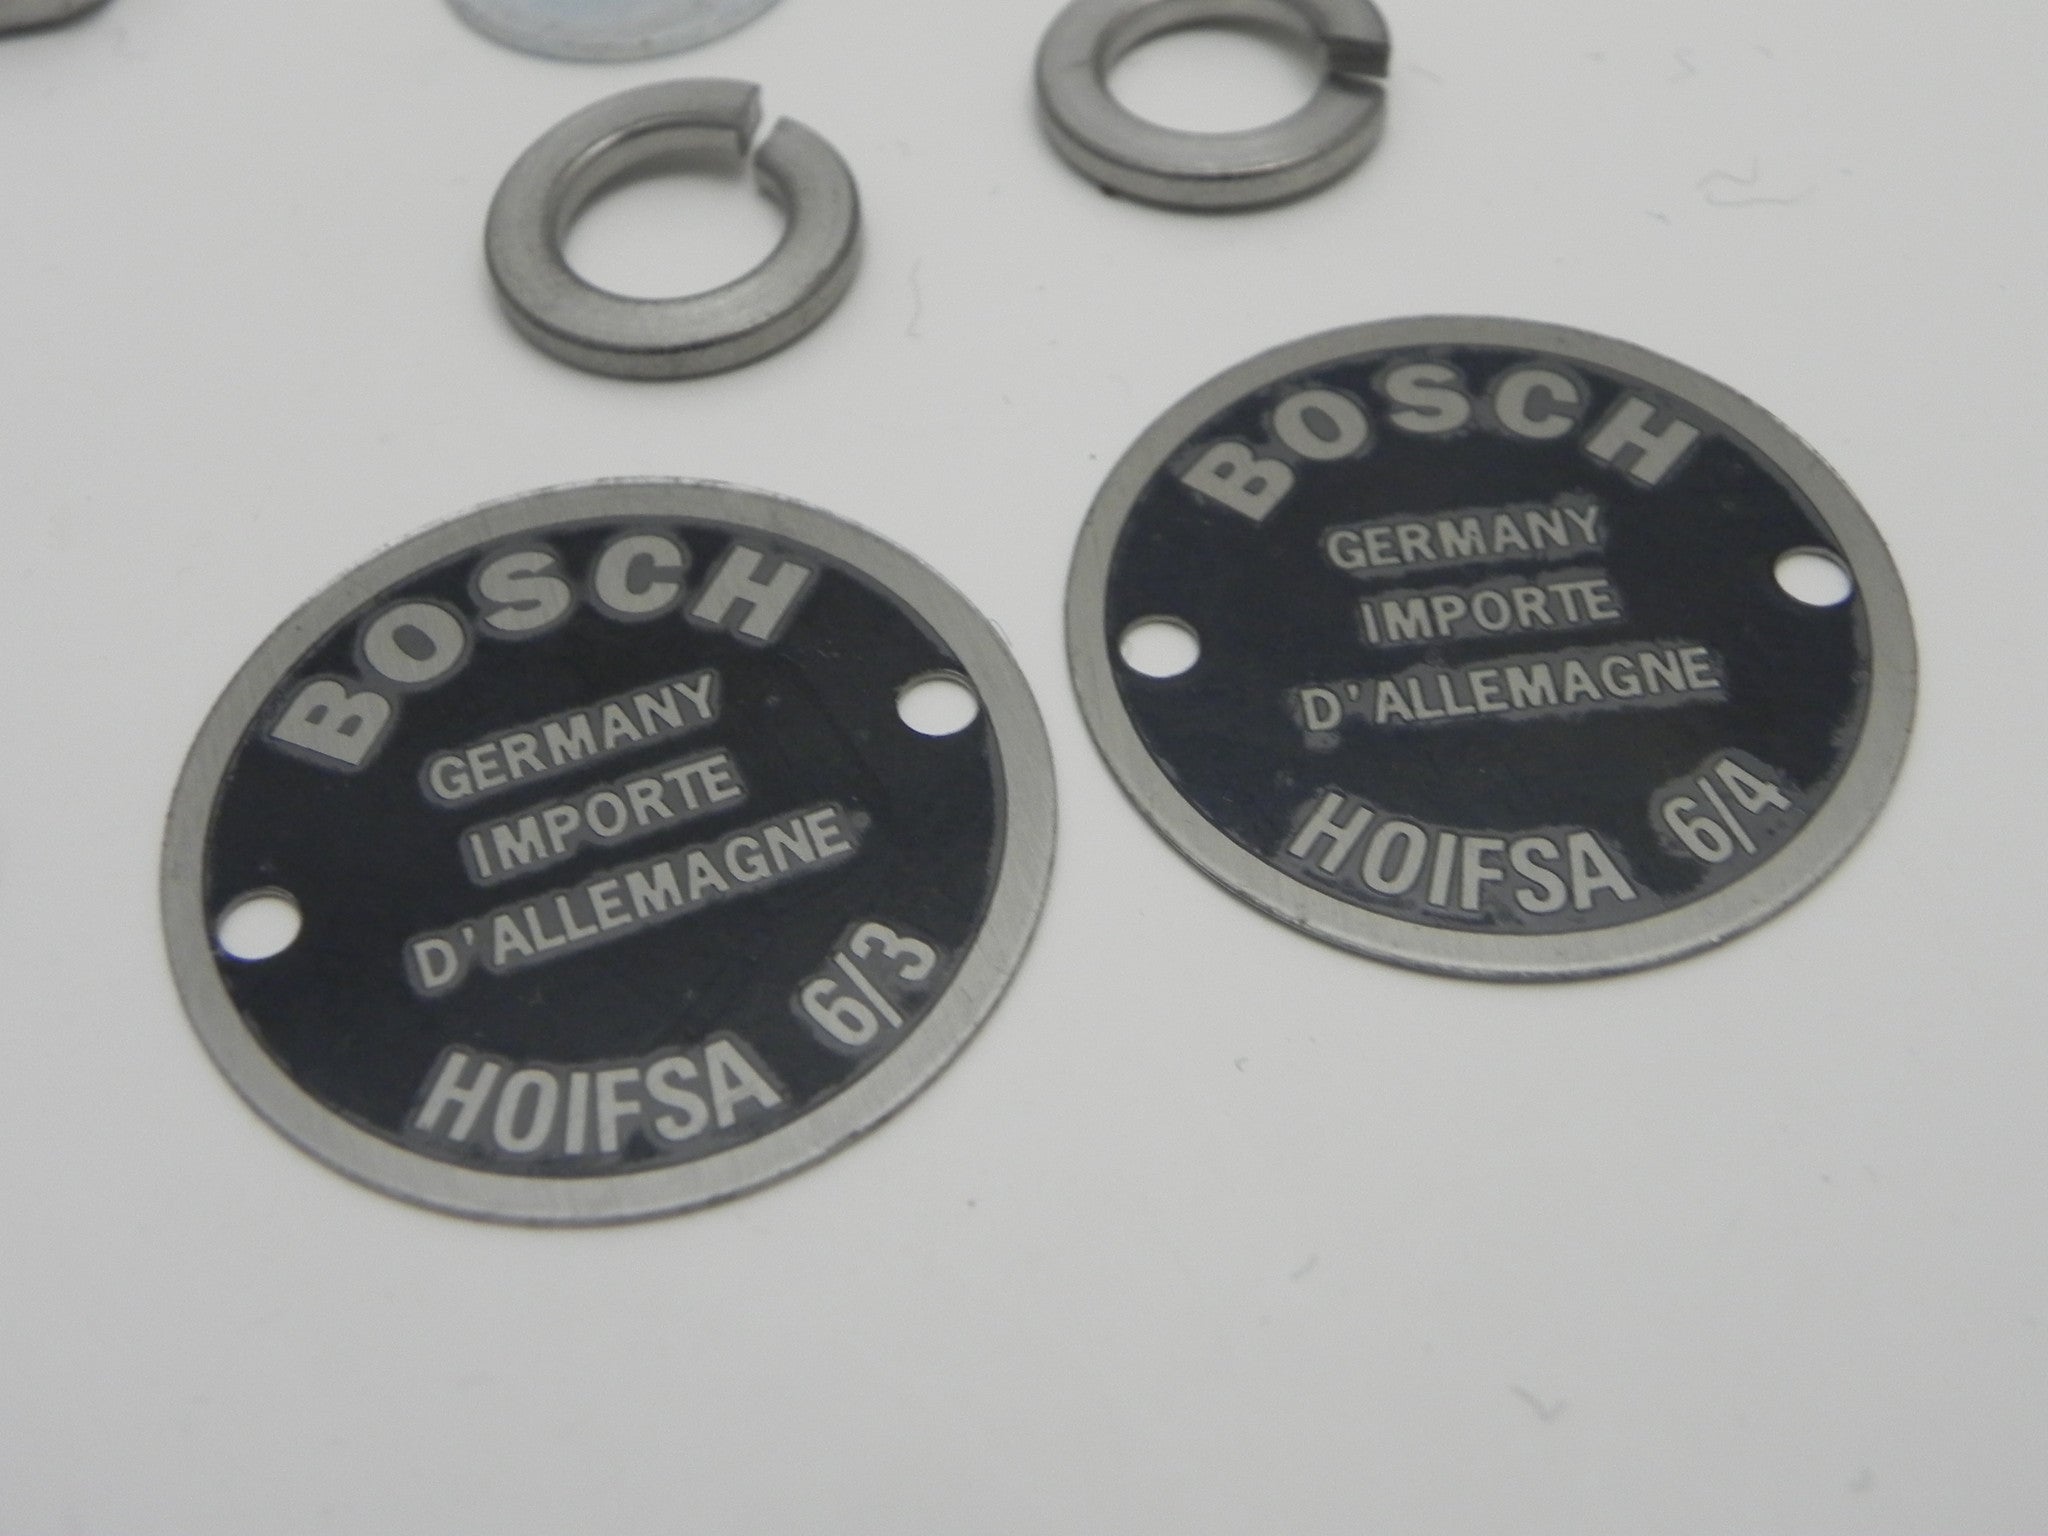 BOSCH
GERMANY
IMPORTE
D'ALLEMAGNE
HOIFSA 6/3
BOSCH
GERMANY
IMPORTE
D'ALLEMAGNE
HOIFSA 6/4